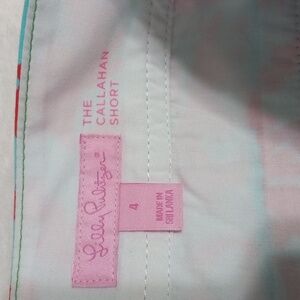 THE
CALLAHAN
SHORT
Lilly Pulitzer®
4
MADE IN
SRI LANKA